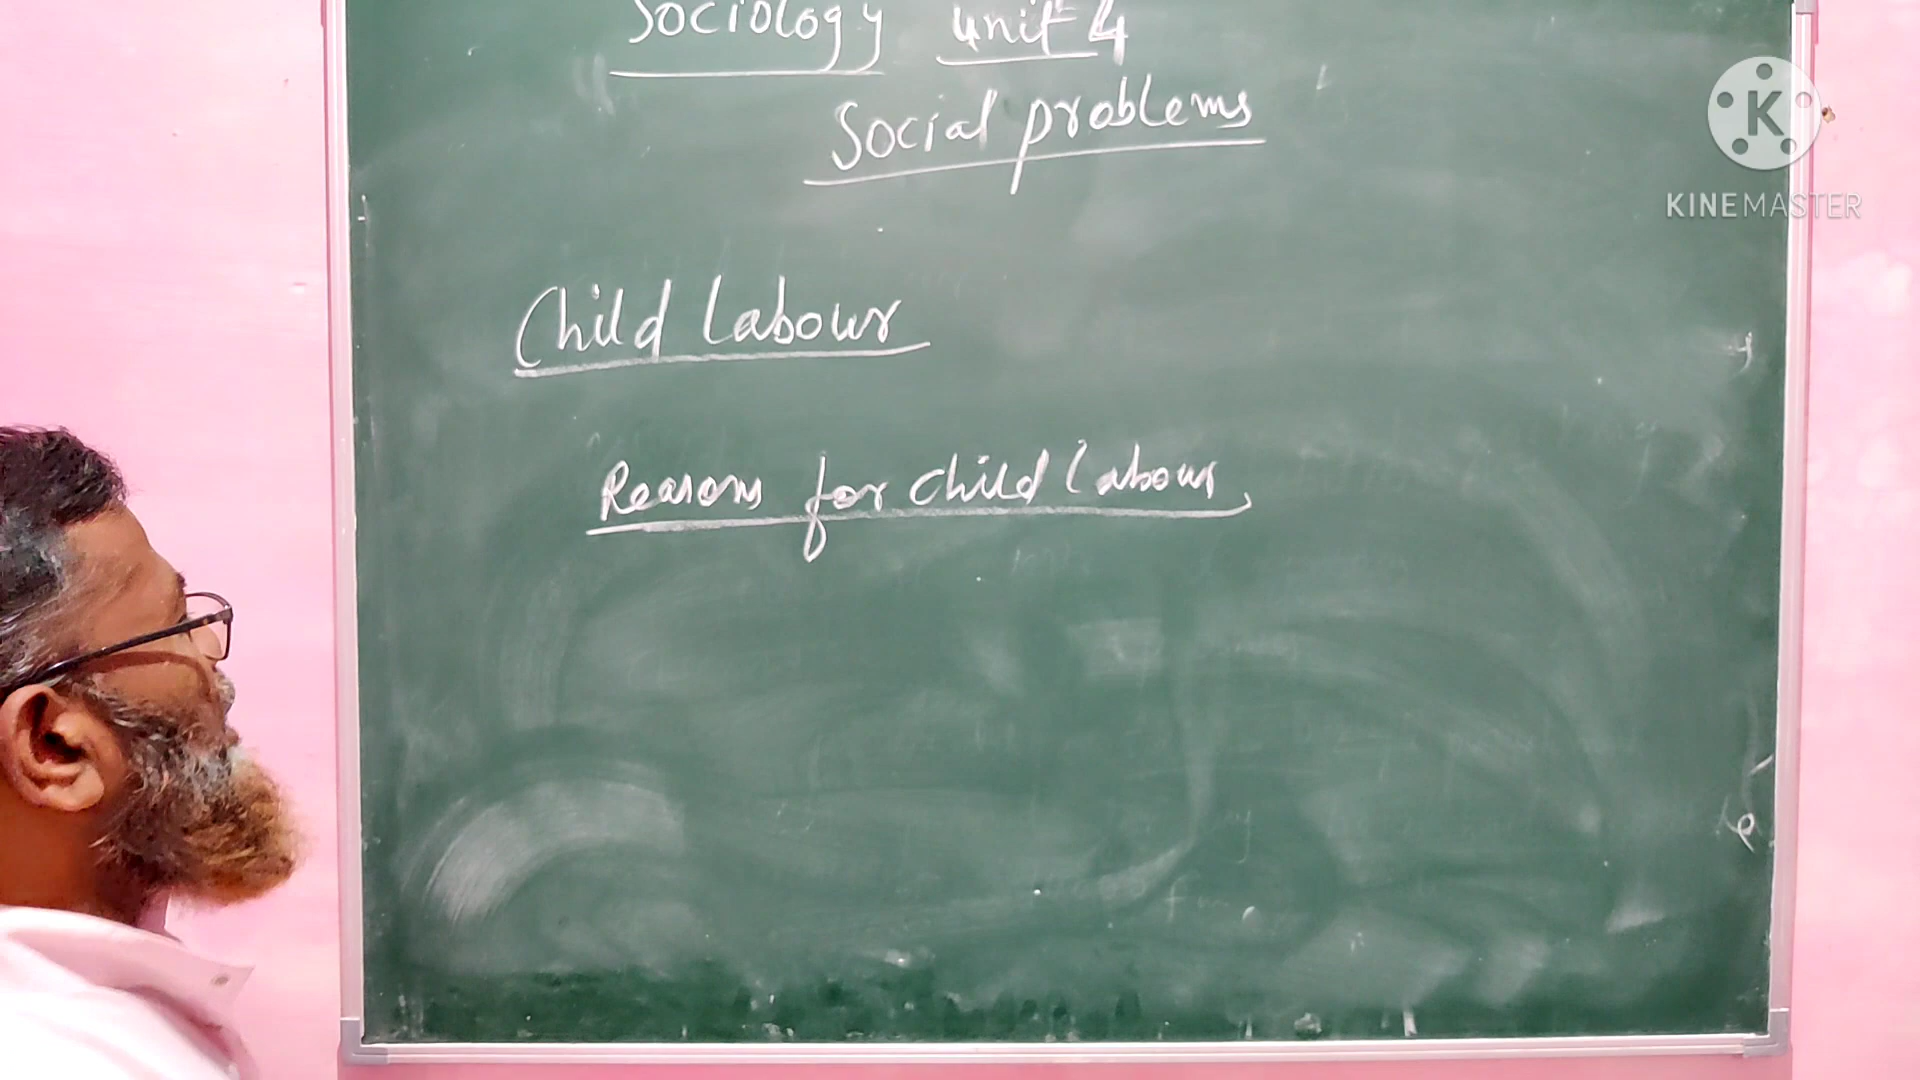 Sociology unit 4
Social problems
K
KINEMASTER
Child Labour
Reasons for child labour